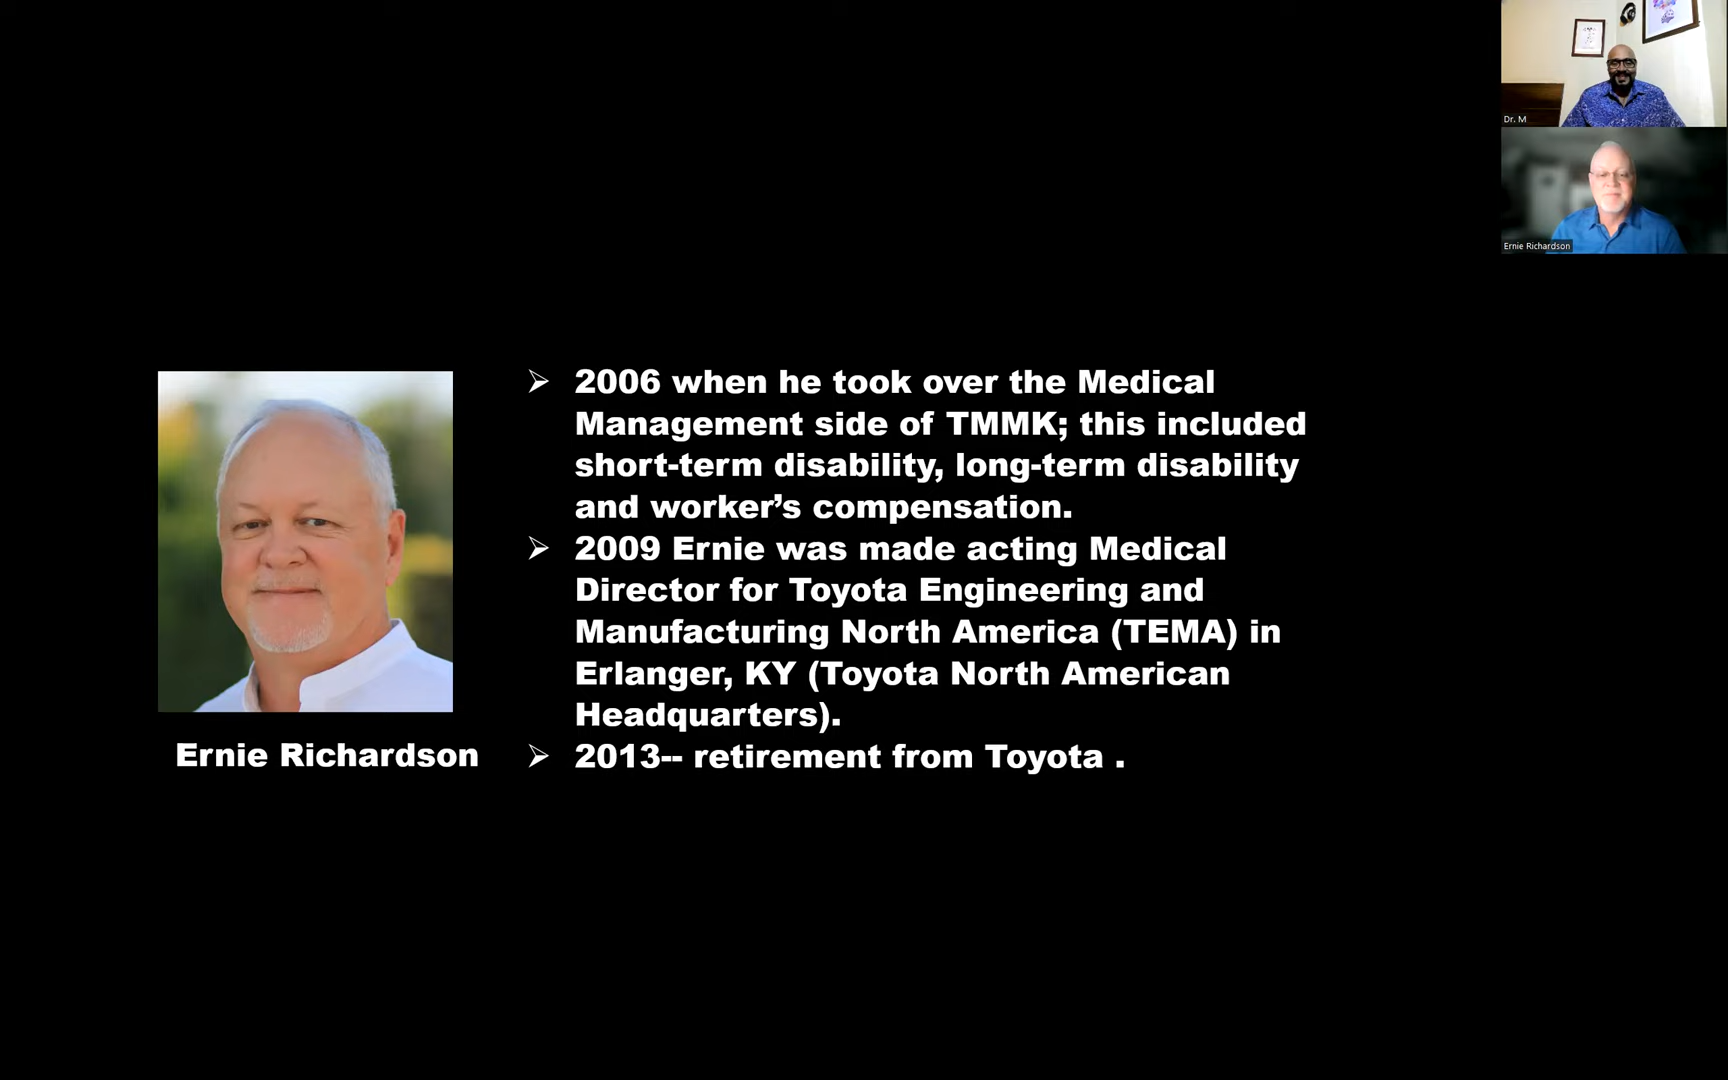 Dr. M
Ernie Richardson
2006 when he took over the Medical
Management side of TMMK; this included
short-term disability, long-term disability
and worker’s compensation.
2009 Ernie was made acting Medical
Director for Toyota Engineering and
Manufacturing North America (TEMA) in
Erlanger, KY (Toyota North American
Headquarters).
2013-- retirement from Toyota .
Ernie Richardson